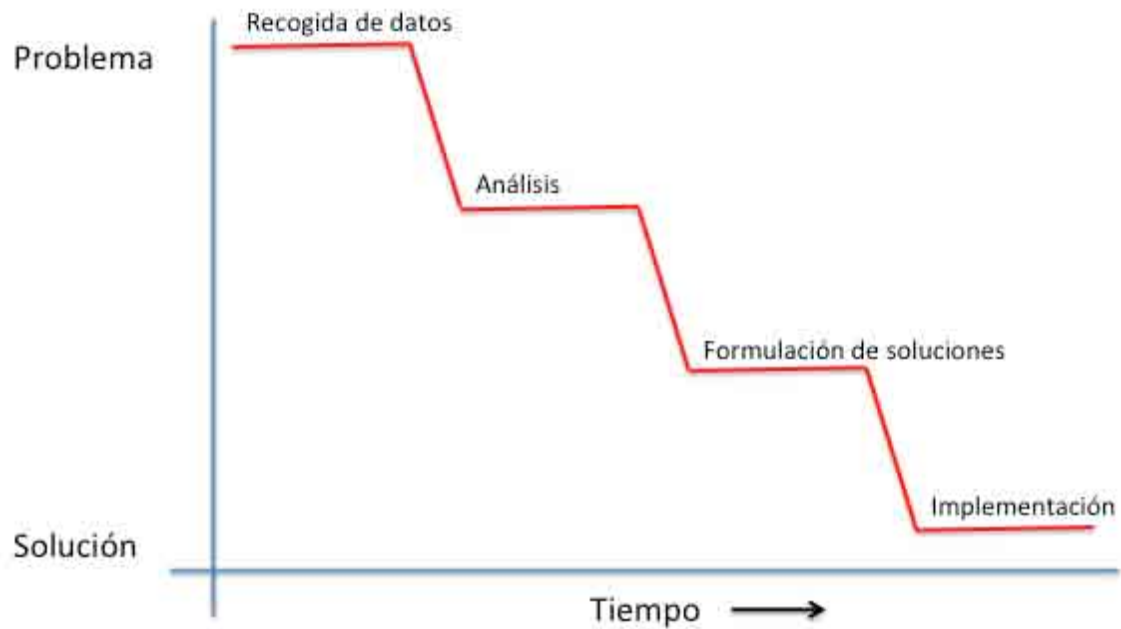 Recogida de datos
Problema
Análisis
Formulación de soluciones
Implementación
Solución
Tiempo